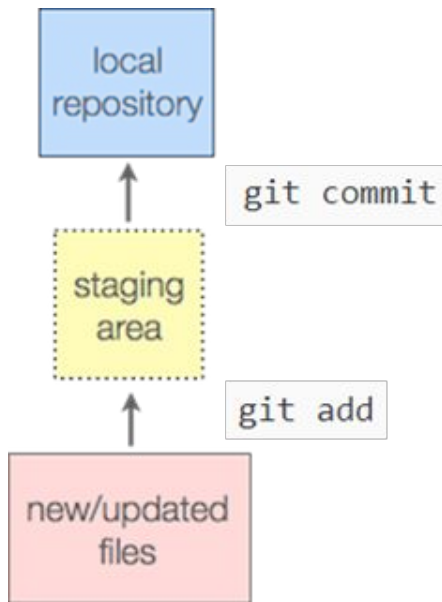 local
repository
git commit
staging
area
git add
new/updated
files